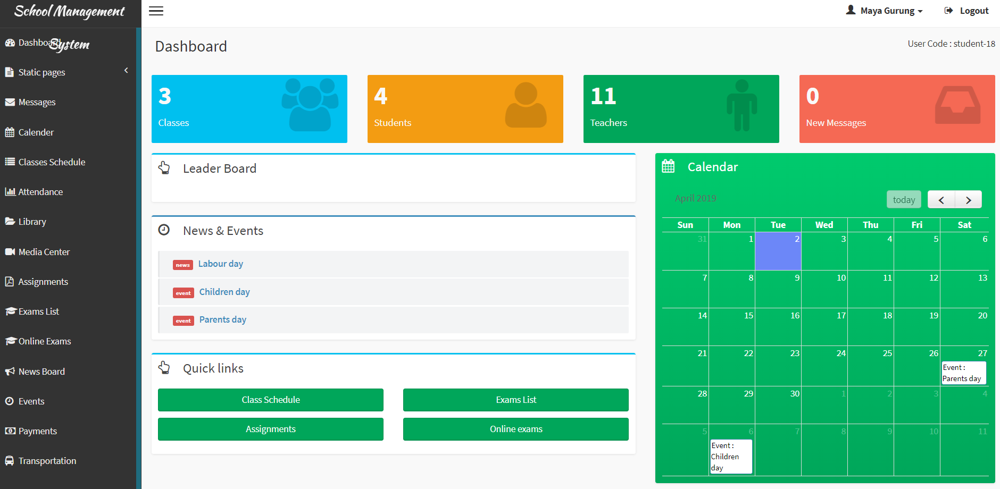 School Management
System
Dashboard
Static pages
Messages
Calender
Classes Schedule
Attendance
Library
Media Center
Assignments
Exams List
Online Exams
News Board
Events
Payments
Transportation
Maya Gurung
Logout
Dashboard
User Code : student-18
3
Classes
4
Students
11
Teachers
0
New Messages
Leader Board
News & Events
news Labour day
event Children day
event Parents day
Quick links
Class Schedule Exams List
Assignments Online exams
Calendar
April 2019
today
Sun Mon Tue Wed Thu Fri Sat
31 1 2 3 4 5 6
7 8 9 10 11 12 13
14 15 16 17 18 19 20
21 22 23 24 25 26 27
Event :
Parents day
28 29 30 1 2 3 4
5 6 7 8 9 10 11
Event :
Children
day